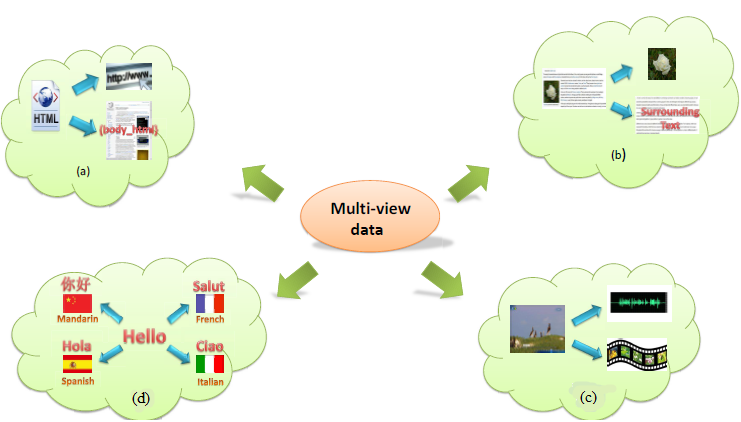 HTML
http://www.
{body_html}
(a)
Surrounding
Text
(b)
Multi-view
data
你好
Mandarin
Salut
French
Hello
Hola
Spanish
Ciao
Italian
(d)
(c)